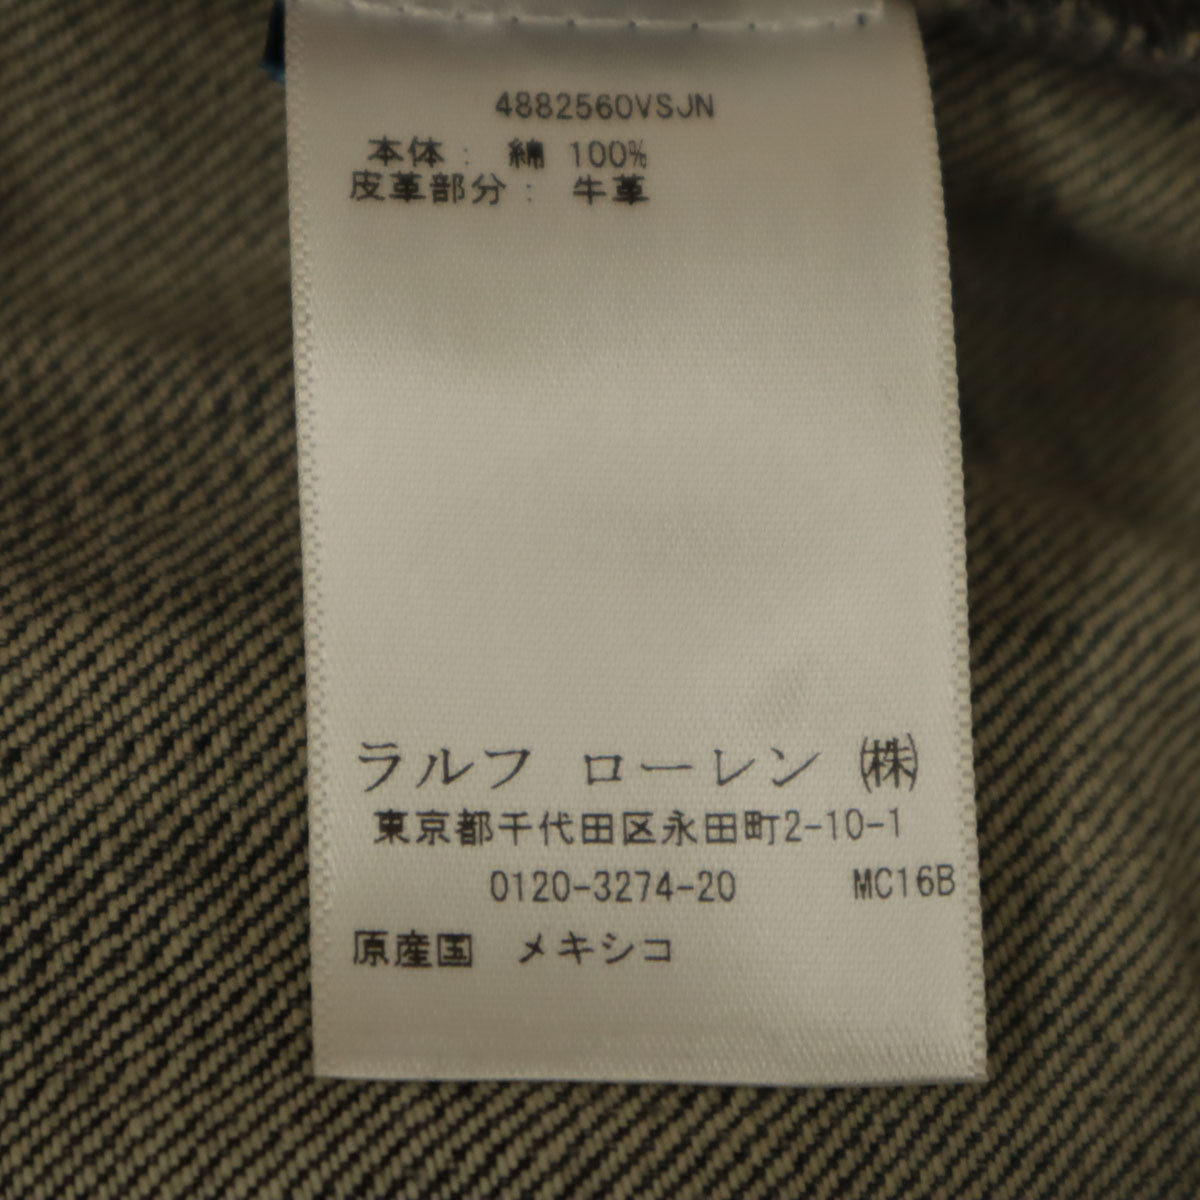 4882560VSJN
本体: 綿 100%
皮革部分: 牛革
ラルフ ローレン ㈱
東京都千代田区永田町2-10-1
0120-3274-20 MC16B
原産国 メキシコ